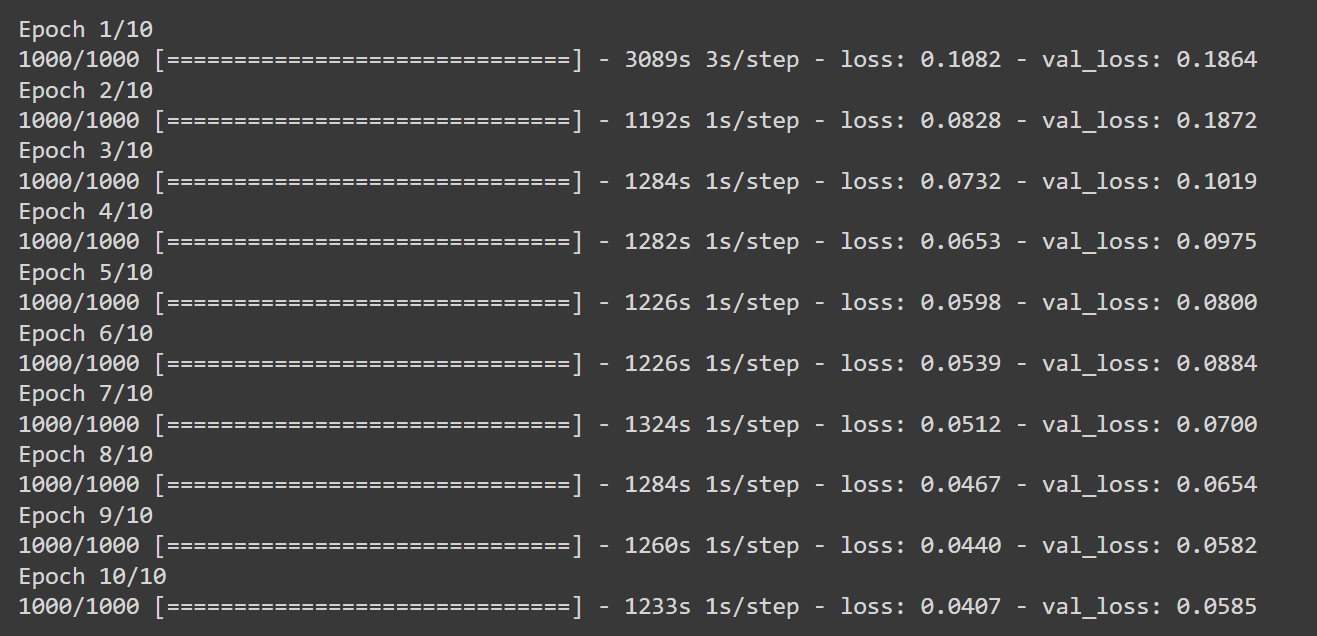 Epoch 1/10
1000/1000 [==============================] - 3089s 3s/step - loss: 0.1082 - val_loss: 0.1864
Epoch 2/10
1000/1000 [==============================] - 1192s 1s/step - loss: 0.0828 - val_loss: 0.1872
Epoch 3/10
1000/1000 [==============================] - 1284s 1s/step - loss: 0.0732 - val_loss: 0.1019
Epoch 4/10
1000/1000 [==============================] - 1282s 1s/step - loss: 0.0653 - val_loss: 0.0975
Epoch 5/10
1000/1000 [==============================] - 1226s 1s/step - loss: 0.0598 - val_loss: 0.0800
Epoch 6/10
1000/1000 [==============================] - 1226s 1s/step - loss: 0.0539 - val_loss: 0.0884
Epoch 7/10
1000/1000 [==============================] - 1324s 1s/step - loss: 0.0512 - val_loss: 0.0700
Epoch 8/10
1000/1000 [==============================] - 1284s 1s/step - loss: 0.0467 - val_loss: 0.0654
Epoch 9/10
1000/1000 [==============================] - 1260s 1s/step - loss: 0.0440 - val_loss: 0.0582
Epoch 10/10
1000/1000 [==============================] - 1233s 1s/step - loss: 0.0407 - val_loss: 0.0585